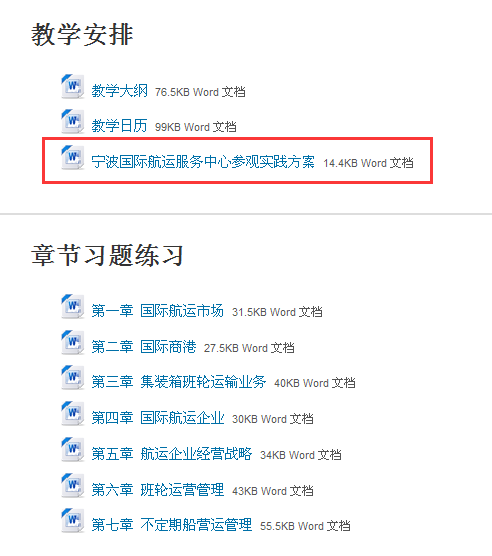 教学安排
教学大纲 76.5KB Word 文档
教学日历 99KB Word 文档
宁波国际航运服务中心参观实践方案 14.4KB Word 文档
章节习题练习
第一章 国际航运市场 31.5KB Word 文档
第二章 国际商港 27.5KB Word 文档
第三章 集装箱班轮运输业务 40KB Word 文档
第四章 国际航运企业 30KB Word 文档
第五章 航运企业经营战略 34KB Word 文档
第六章 班轮运营管理 43KB Word 文档
第七章 不定期船营运管理 55.5KB Word 文档